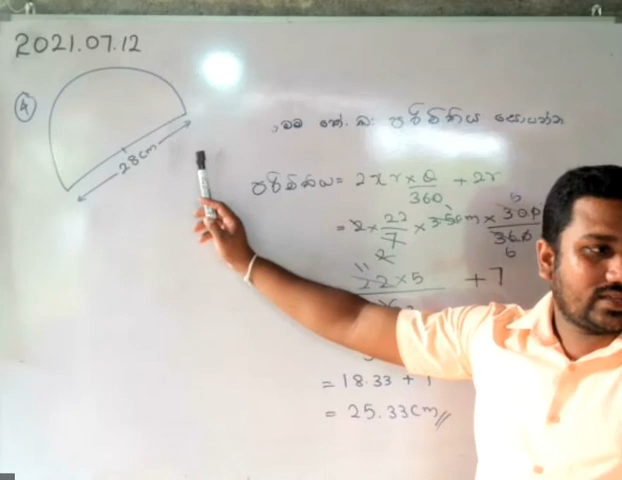 2021.07.12
4
28cm
පරිමිතිය සොයන්න
පරිමිතිය = 2πr × θ/360 + 2r
= 2 × 22/7 × 3.5cm × 300/360
22 × 5 + 7
= 18.33 +
= 25.33cm